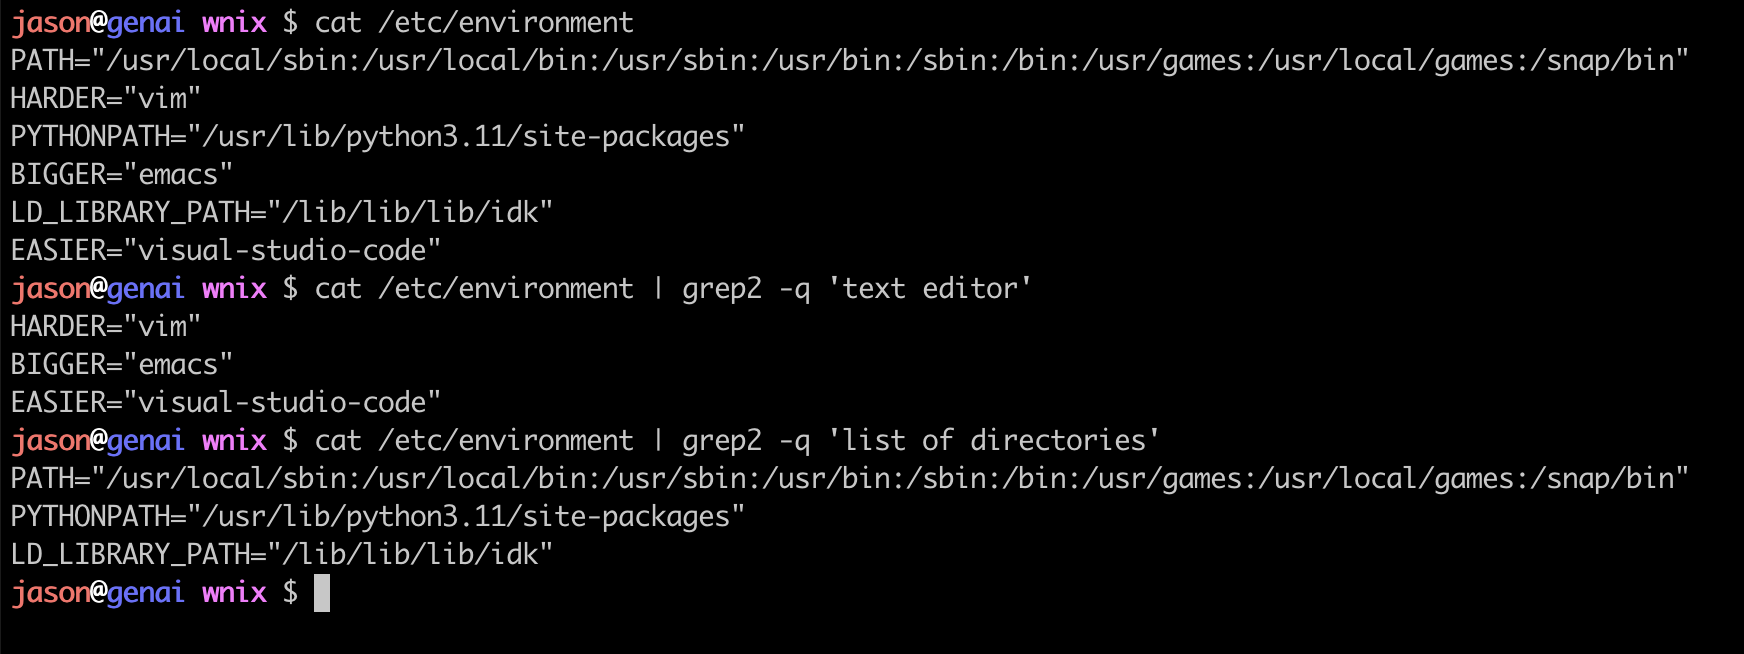 jason@genai wnix $ cat /etc/environment
PATH="/usr/local/sbin:/usr/local/bin:/usr/sbin:/usr/bin:/sbin:/bin:/usr/games:/usr/local/games:/snap/bin"
HARDER="vim"
PYTHONPATH="/usr/lib/python3.11/site-packages"
BIGGER="emacs"
LD_LIBRARY_PATH="/lib/lib/lib/idk"
EASIER="visual-studio-code"
jason@genai wnix $ cat /etc/environment | grep2 -q 'text editor'
HARDER="vim"
BIGGER="emacs"
EASIER="visual-studio-code"
jason@genai wnix $ cat /etc/environment | grep2 -q 'list of directories'
PATH="/usr/local/sbin:/usr/local/bin:/usr/sbin:/usr/bin:/sbin:/bin:/usr/games:/usr/local/games:/snap/bin"
PYTHONPATH="/usr/lib/python3.11/site-packages"
LD_LIBRARY_PATH="/lib/lib/lib/idk"
jason@genai wnix $